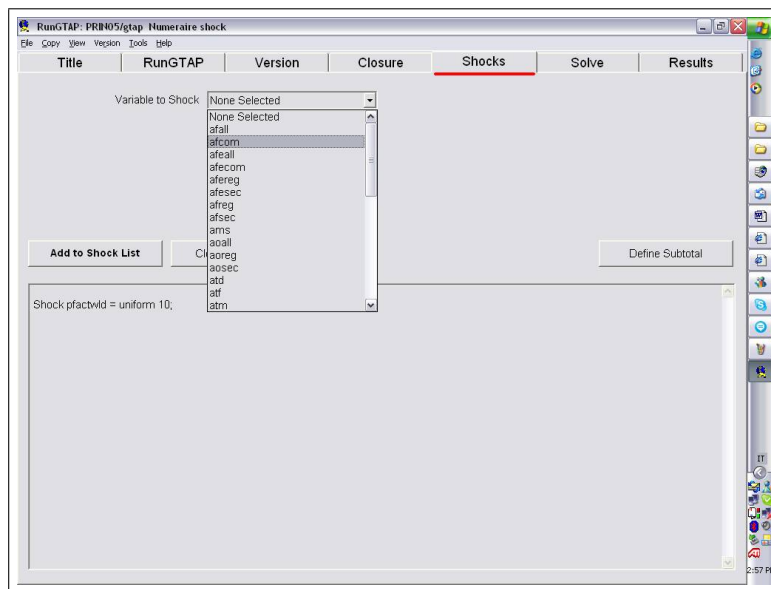 RunGTAP: PRIN05/gtap Numeraire shock
File Copy View Version Tools Help
Title RunGTAP Version Closure Shocks Solve Results
Variable to Shock None Selected
None Selected
afall
afcom
afeall
afecom
afereg
afesec
afreg
afsec
ams
aoall
aoreg
aosec
atd
atf
atm
Add to Shock List Cl Define Subtotal
Shock pfactwld = uniform 10;
IT
2:57 P